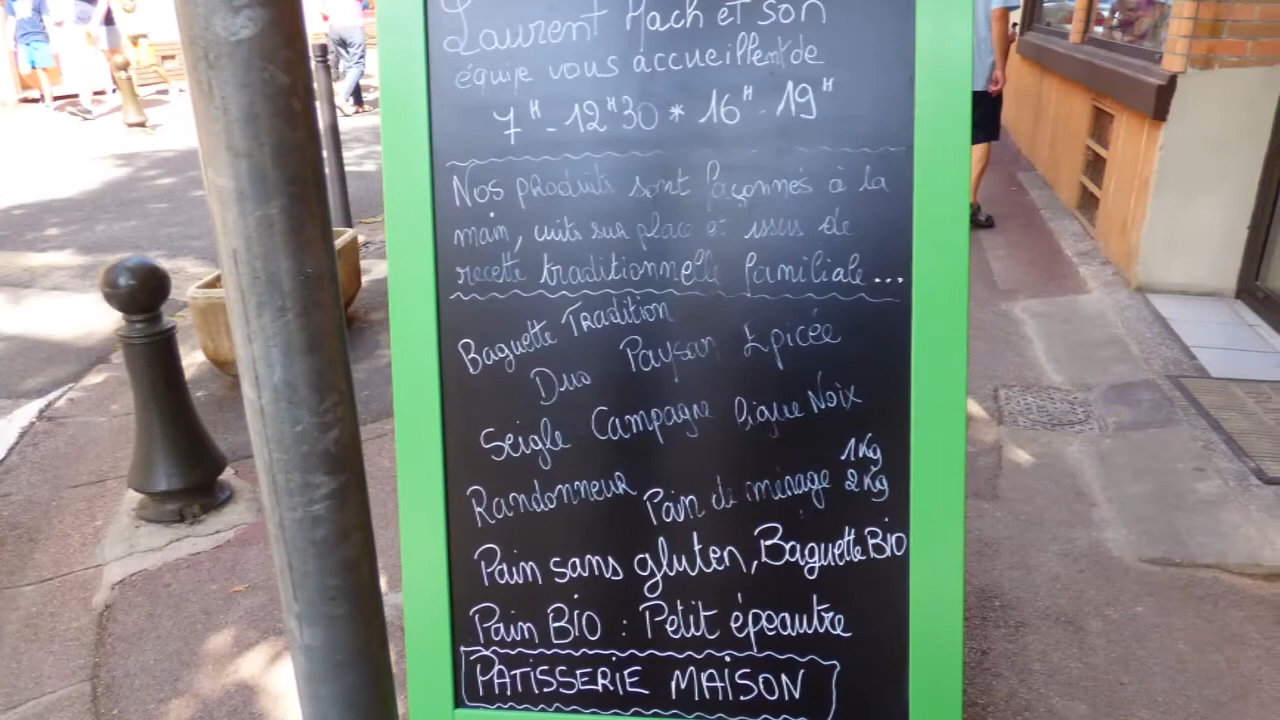 Laurent Mach et son
équipe vous accueillent de
7H - 12H30 * 16H - 19H
Nos produits sont façonnés à la
main, cuits sur place et issus de
recette traditionnelle familiale...
Baguette Tradition
Duo Paysan Epicée
Seigle Campagne Figue Noix
Randonneur Pain de ménage 1Kg 2Kg
Pain sans gluten, Baguette Bio
Pain BIO : Petit épeautre
PATISSERIE MAISON